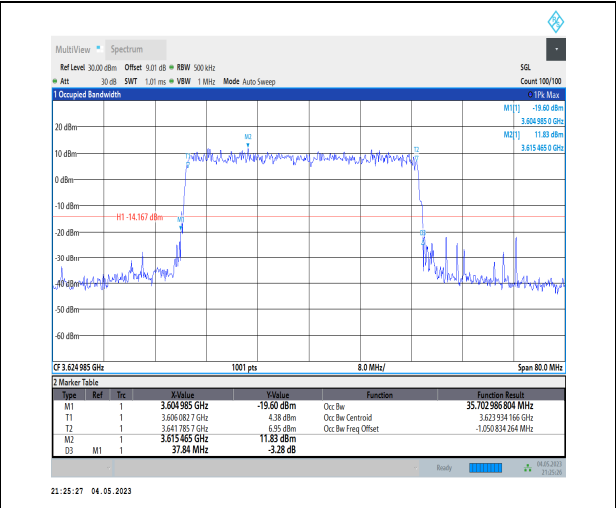 MultiView Spectrum
Ref Level 30.00 dBm Offset 9.01 dB RBW 500 kHz SGL
Att 30 dB SWT 1.01 ms VBW 1 MHz Mode Auto Sweep Count 100/100
1 Occupied Bandwidth 1Pk Max
M1[1] -19.60 dBm
3.604 985 0 GHz
M2[1] 11.83 dBm
3.615 465 0 GHz
20 dBm
M2
T1 T2
10 dBm
0 dBm
-10 dBm
H1 -14.167 dBm
M1
-20 dBm
D3
-30 dBm
-40 dBm
-50 dBm
-60 dBm
CF 3.624 985 GHz 1001 pts 8.0 MHz/ Span 80.0 MHz
2 Marker Table
Type Ref Trc X-Value Y-Value Function Function Result
M1 1 3.604 985 GHz -19.60 dBm Occ Bw 35.702 986 804 MHz
T1 1 3.606 082 7 GHz 4.38 dBm Occ Bw Centroid 3.623 934 166 GHz
T2 1 3.641 785 7 GHz 6.95 dBm Occ Bw Freq Offset -1.050 834 264 MHz
M2 1 3.615 465 GHz 11.83 dBm
D3 M1 1 37.84 MHz -3.28 dB
Ready 04.05.2023
21:25:26
21:25:27 04.05.2023